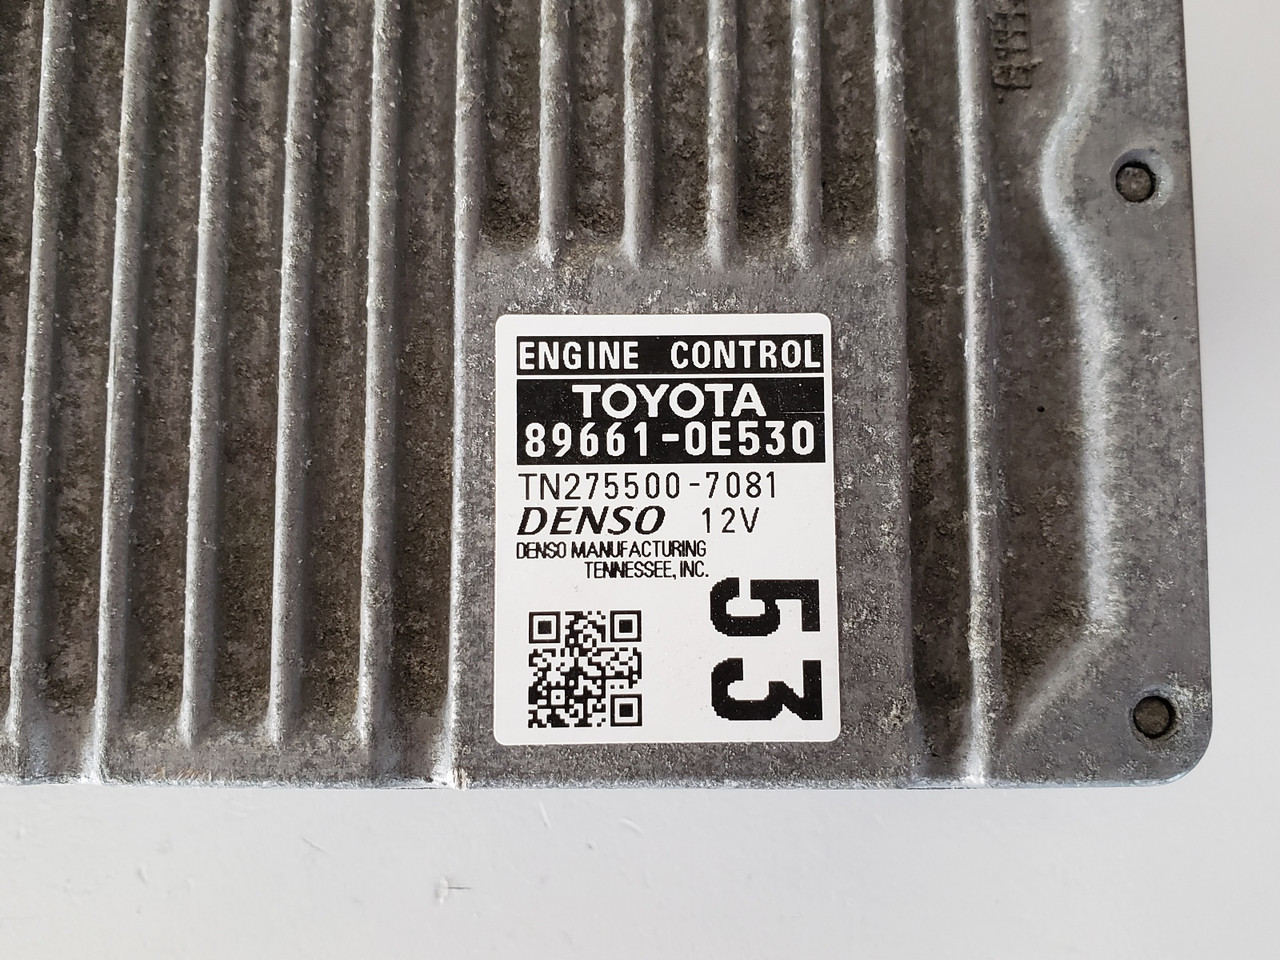 ENGINE CONTROL
TOYOTA
89661-0E530
TN275500-7081
DENSO 12V
DENSO MANUFACTURING
TENNESSEE, INC.
53